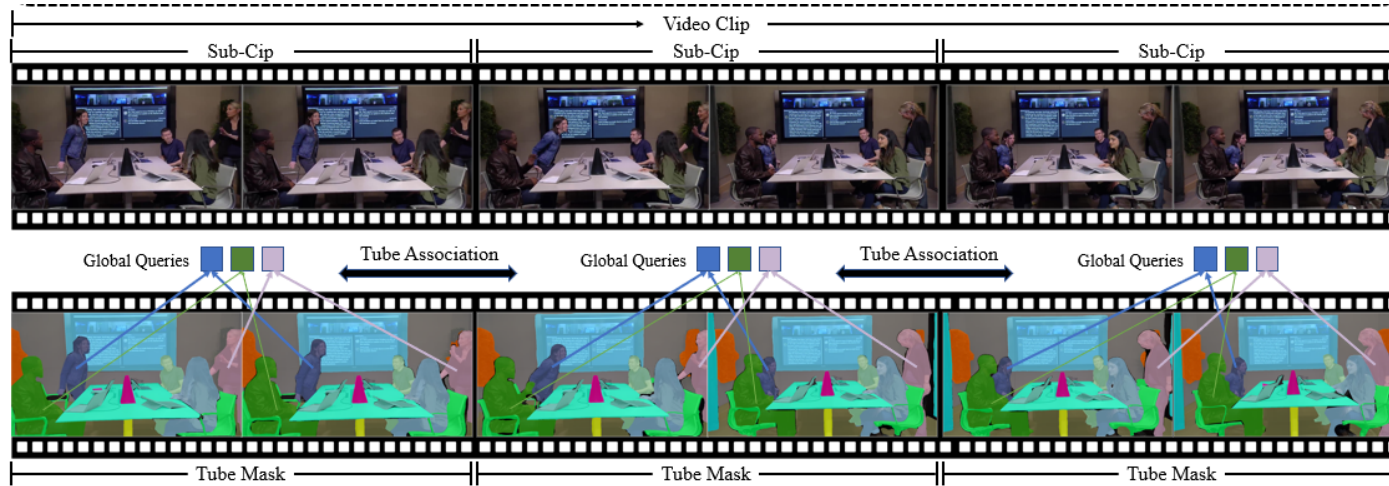 Video Clip
Sub-Cip Sub-Cip Sub-Cip
Global Queries Tube Association Global Queries Tube Association Global Queries
Tube Mask Tube Mask Tube Mask